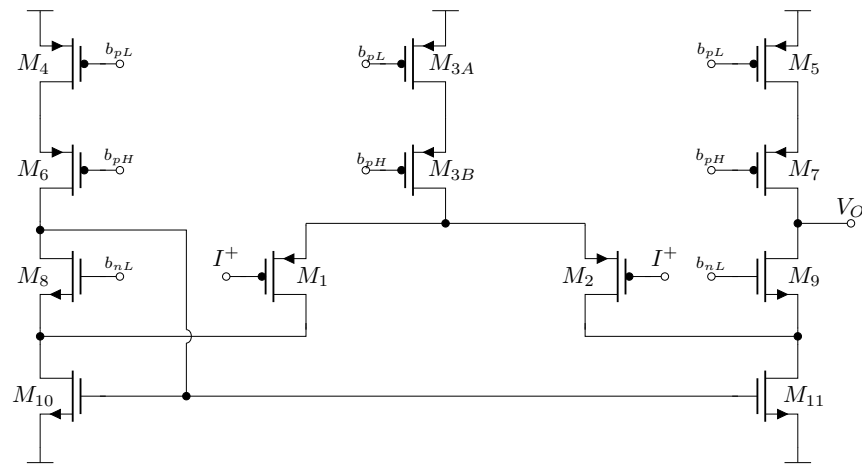 M4 bpL bpL M3A bpL M5
M6 bpH bpH M3B bpH M7
VO
M8 bnL I+ M1 M2 I+ bnL M9
M10 M11